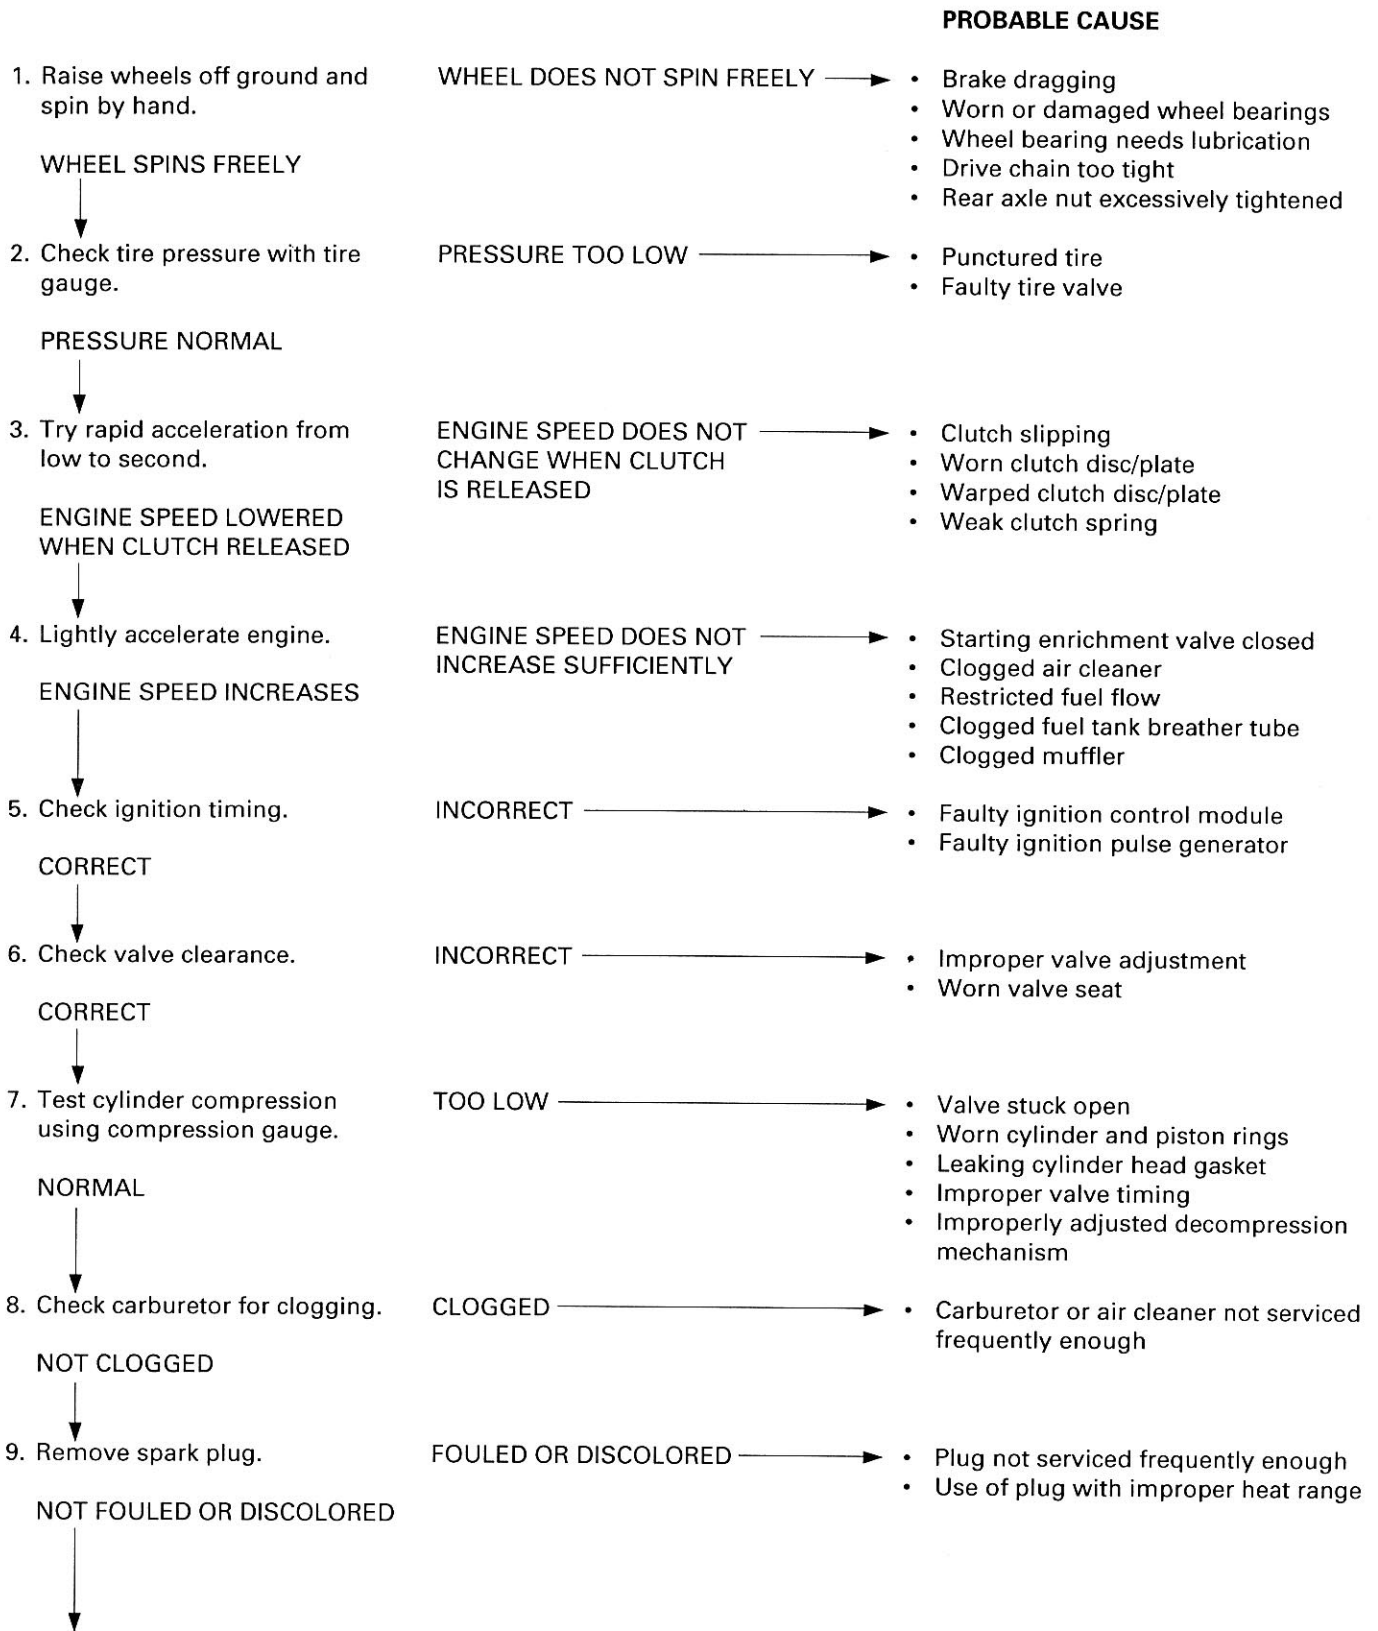 PROBABLE CAUSE
1. Raise wheels off ground and
spin by hand.
WHEEL DOES NOT SPIN FREELY
• Brake dragging
• Worn or damaged wheel bearings
• Wheel bearing needs lubrication
• Drive chain too tight
• Rear axle nut excessively tightened
WHEEL SPINS FREELY
2. Check tire pressure with tire
gauge.
PRESSURE TOO LOW
• Punctured tire
• Faulty tire valve
PRESSURE NORMAL
3. Try rapid acceleration from
low to second.
ENGINE SPEED DOES NOT
CHANGE WHEN CLUTCH
IS RELEASED
• Clutch slipping
• Worn clutch disc/plate
• Warped clutch disc/plate
• Weak clutch spring
ENGINE SPEED LOWERED
WHEN CLUTCH RELEASED
4. Lightly accelerate engine.
ENGINE SPEED DOES NOT
INCREASE SUFFICIENTLY
• Starting enrichment valve closed
• Clogged air cleaner
• Restricted fuel flow
• Clogged fuel tank breather tube
• Clogged muffler
ENGINE SPEED INCREASES
5. Check ignition timing.
INCORRECT
• Faulty ignition control module
• Faulty ignition pulse generator
CORRECT
6. Check valve clearance.
INCORRECT
• Improper valve adjustment
• Worn valve seat
CORRECT
7. Test cylinder compression
using compression gauge.
TOO LOW
• Valve stuck open
• Worn cylinder and piston rings
• Leaking cylinder head gasket
• Improper valve timing
• Improperly adjusted decompression
mechanism
NORMAL
8. Check carburetor for clogging.
CLOGGED
• Carburetor or air cleaner not serviced
frequently enough
NOT CLOGGED
9. Remove spark plug.
FOULED OR DISCOLORED
• Plug not serviced frequently enough
• Use of plug with improper heat range
NOT FOULED OR DISCOLORED